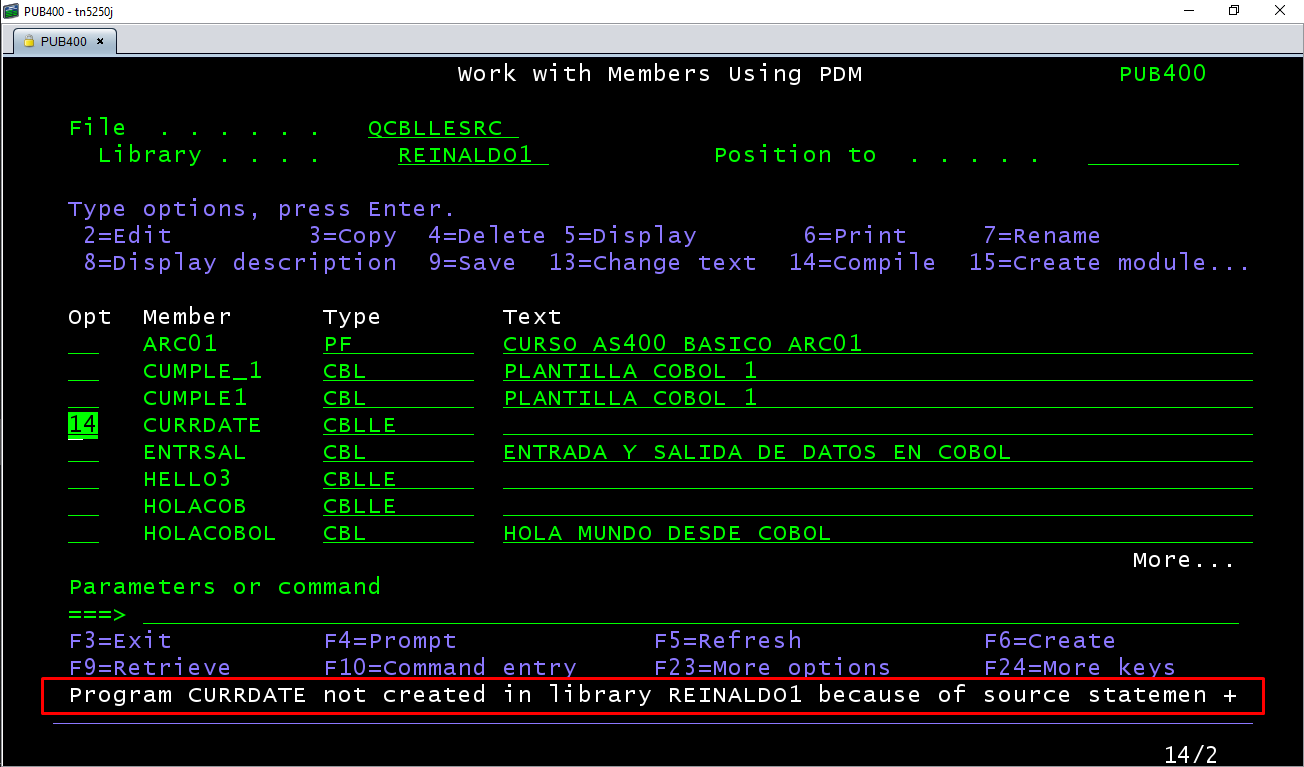 PUB400 - tn5250j
PUB400 ×
Work with Members Using PDM PUB400
File . . . . . . QCBLLESRC
Library . . . . REINALDO1 Position to . . . . .
Type options, press Enter.
2=Edit 3=Copy 4=Delete 5=Display 6=Print 7=Rename
8=Display description 9=Save 13=Change text 14=Compile 15=Create module...
Opt Member Type Text
ARC01 PF CURSO AS400 BASICO ARC01
CUMPLE_1 CBL PLANTILLA COBOL 1
CUMPLE1 CBL PLANTILLA COBOL 1
14 CURRDATE CBLLE
ENTRSAL CBL ENTRADA Y SALIDA DE DATOS EN COBOL
HELLO3 CBLLE
HOLACOB CBLLE
HOLACOBOL CBL HOLA MUNDO DESDE COBOL
More...
Parameters or command
===>
F3=Exit F4=Prompt F5=Refresh F6=Create
F9=Retrieve F10=Command entry F23=More options F24=More keys
Program CURRDATE not created in library REINALDO1 because of source statemen +
14/2